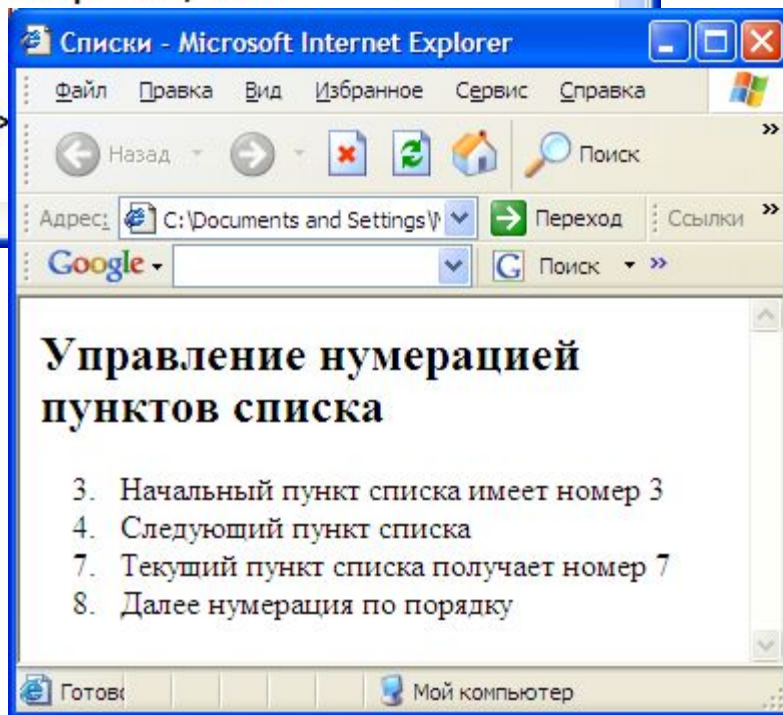 Списки - Microsoft Internet Explorer
Файл Правка Вид Избранное Сервис Справка
Назад Поиск »
Адрес: C:\Documents and Settings\ Переход Ссылки »
Google Поиск »
Управление нумерацией
пунктов списка
3. Начальный пункт списка имеет номер 3
4. Следующий пункт списка
7. Текущий пункт списка получает номер 7
8. Далее нумерация по порядку
Мой компьютер